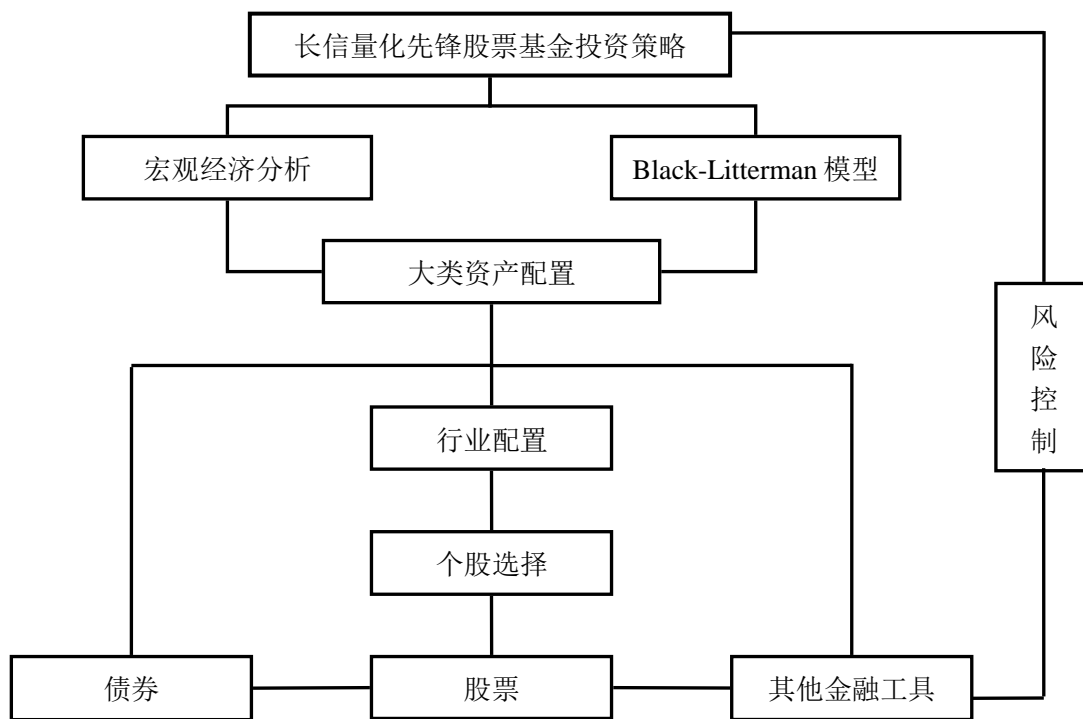 长信量化先锋股票基金投资策略
宏观经济分析
Black-Litterman 模型
大类资产配置
风
险
控
制
行业配置
个股选择
债券
股票
其他金融工具